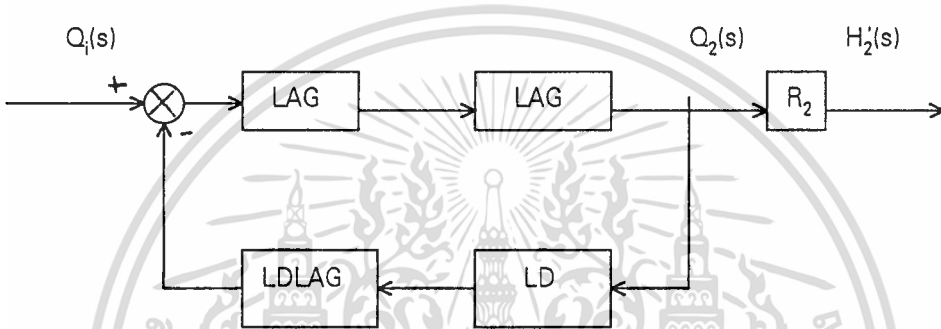 Qᵢ(s)
Q₂(s)
H₂'(s)
+
LAG
LAG
R₂
-
LDLAG
LD